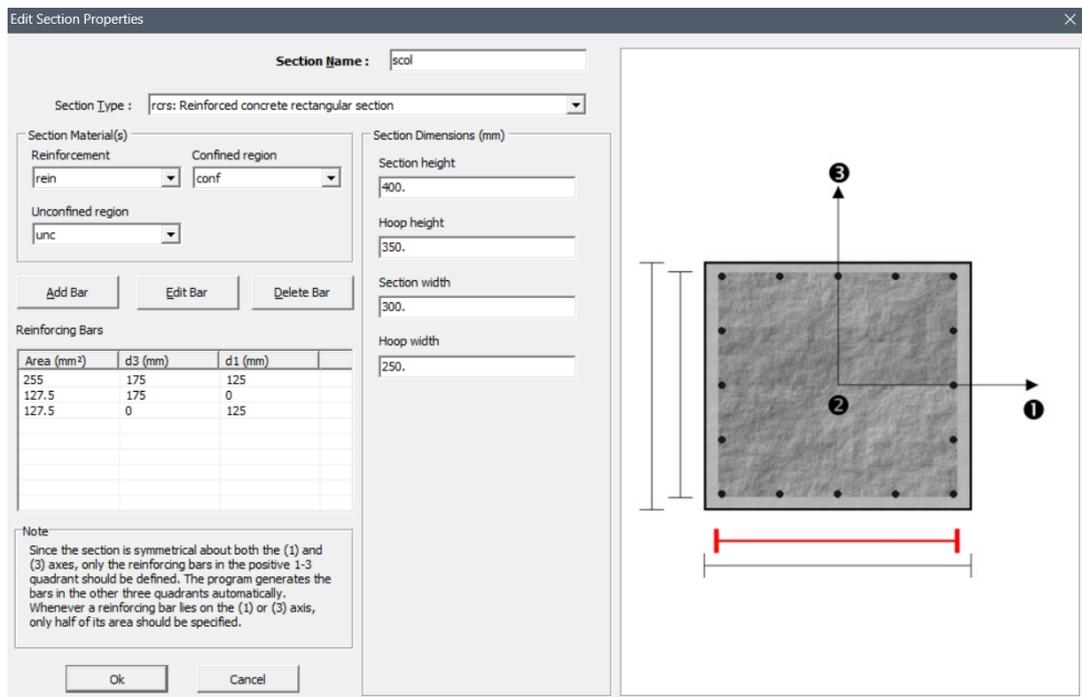 Edit Section Properties
Section Name :
scol
Section Type :
rcrs: Reinforced concrete rectangular section
Section Material(s)
Reinforcement
Confined region
rein
conf
Unconfined region
unc
Add Bar
Edit Bar
Delete Bar
Reinforcing Bars
Area (mm²) d3 (mm) d1 (mm)
255 175 125
127.5 175 0
127.5 0 125
Note
Since the section is symmetrical about both the (1) and
(3) axes, only the reinforcing bars in the positive 1-3
quadrant should be defined. The program generates the
bars in the other three quadrants automatically.
Whenever a reinforcing bar lies on the (1) or (3) axis,
only half of its area should be specified.
Ok
Cancel
Section Dimensions (mm)
Section height
400.
Hoop height
350.
Section width
300.
Hoop width
250.
3
2
1